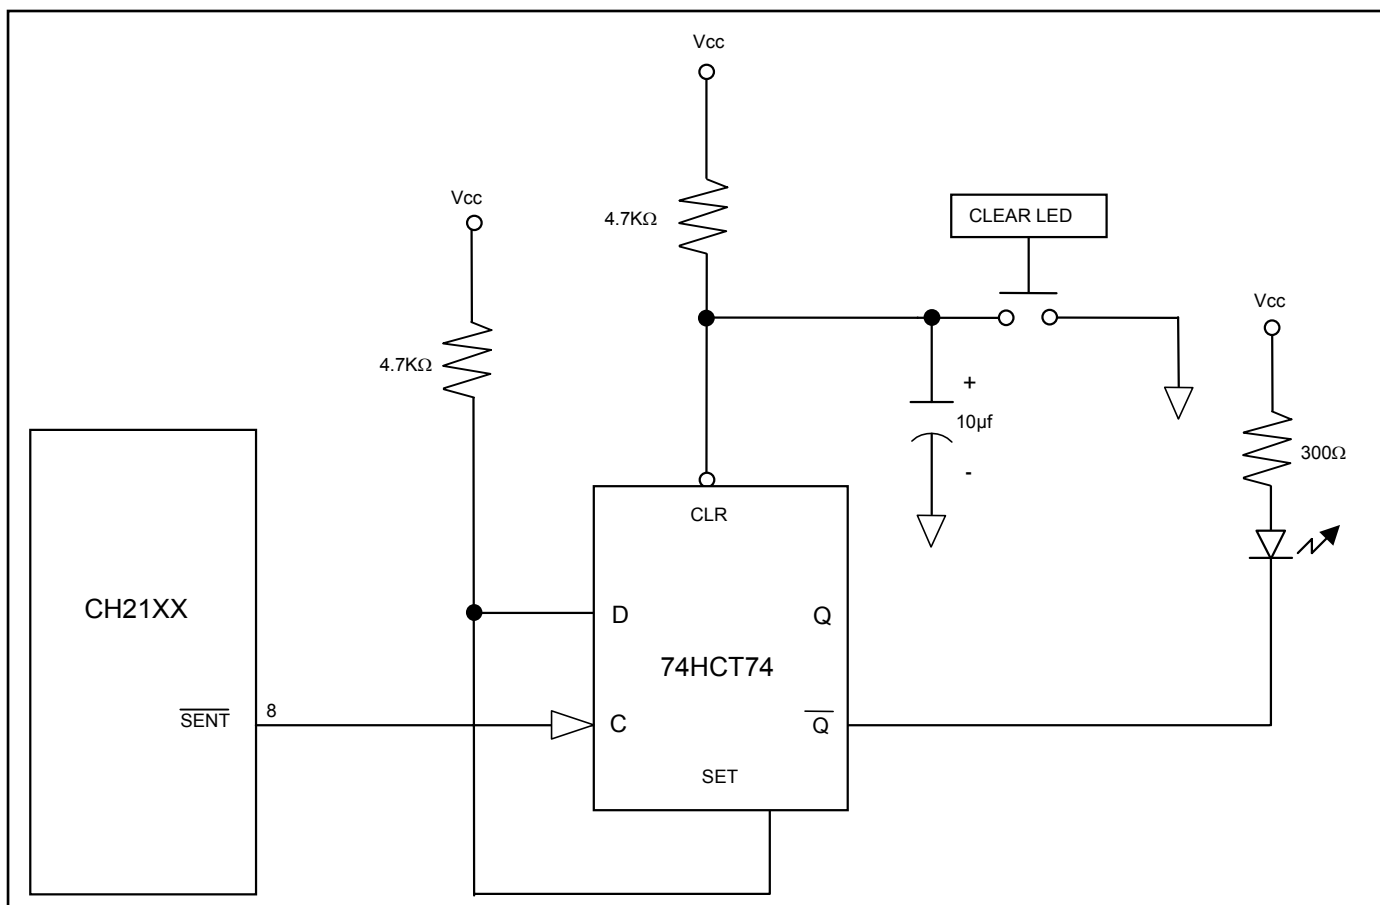 Vcc
Vcc
4.7KΩ
CLEAR LED
Vcc
4.7KΩ
+
10µf
-
300Ω
CLR
CH21XX
D
Q
74HCT74
SENT
8
C
Q
SET